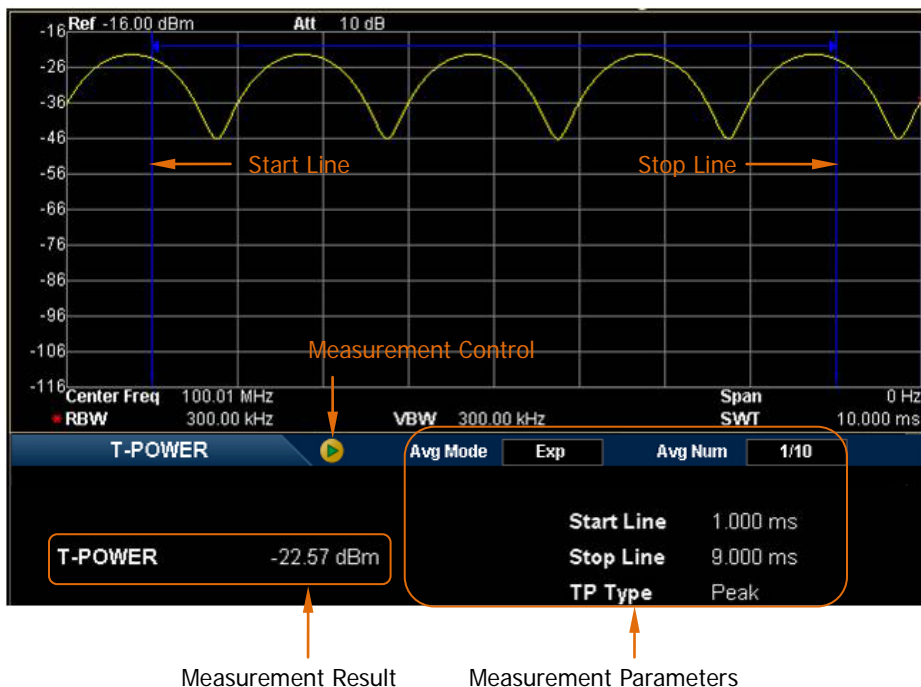 Ref -16.00 dBm Att 10 dB
-16
-26
-36
-46
-56
Start Line Stop Line
-66
-76
-86
-96
-106
Measurement Control
-116
Center Freq 100.01 MHz Span 0 Hz
* RBW 300.00 kHz VBW 300.00 kHz SWT 10.000 ms
T-POWER Avg Mode Exp Avg Num 1/10
Start Line 1.000 ms
T-POWER -22.57 dBm Stop Line 9.000 ms
TP Type Peak
Measurement Result Measurement Parameters